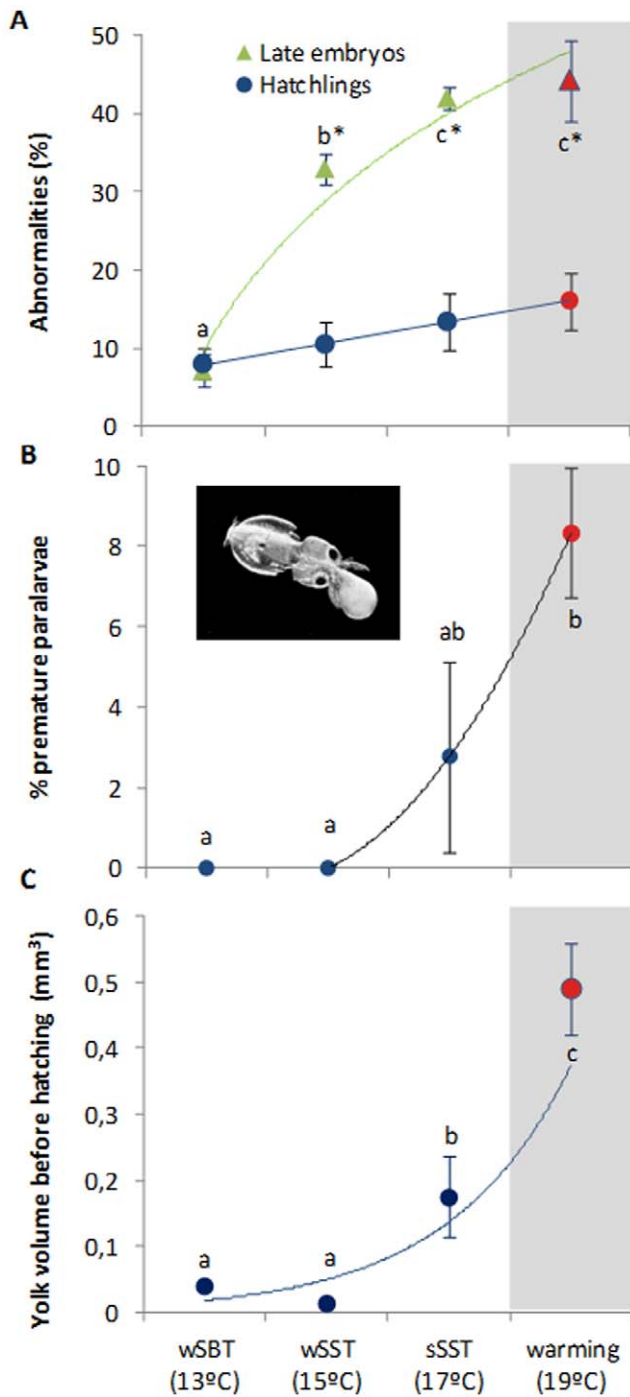 A
Abnormalities (%)
50
40
30
20
10
0
Late embryos
Hatchlings
a
b*
c*
c*
B
% premature paralarvae
10
8
6
4
2
0
a
a
ab
b
C
Yolk volume before hatching (mm³)
0,6
0,5
0,4
0,3
0,2
0,1
0
a
a
b
c
wSBT
(13ºC)
wSST
(15ºC)
sSST
(17ºC)
warming
(19ºC)